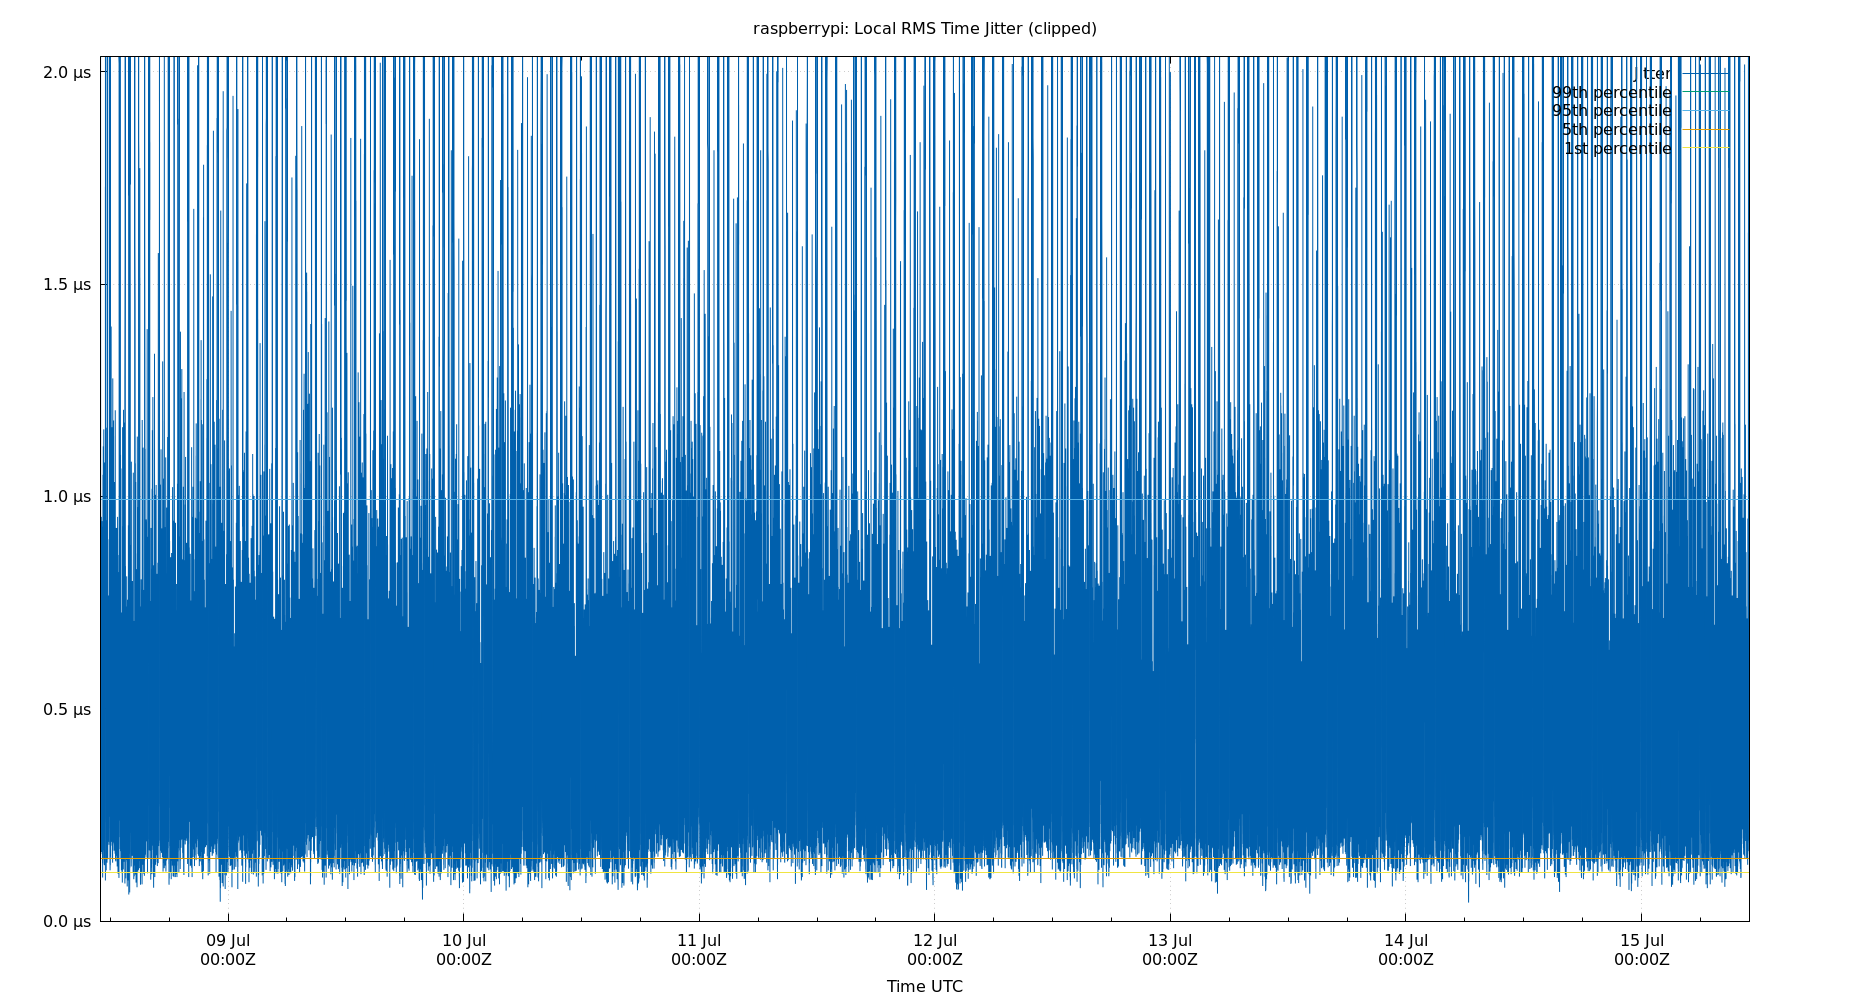 raspberrypi: Local RMS Time Jitter (clipped)
2.0 µs
1.5 µs
1.0 µs
0.5 µs
0.0 µs
jitter
99th percentile
95th percentile
5th percentile
1st percentile
09 Jul
00:00Z
10 Jul
00:00Z
11 Jul
00:00Z
12 Jul
00:00Z
13 Jul
00:00Z
14 Jul
00:00Z
15 Jul
00:00Z
Time UTC